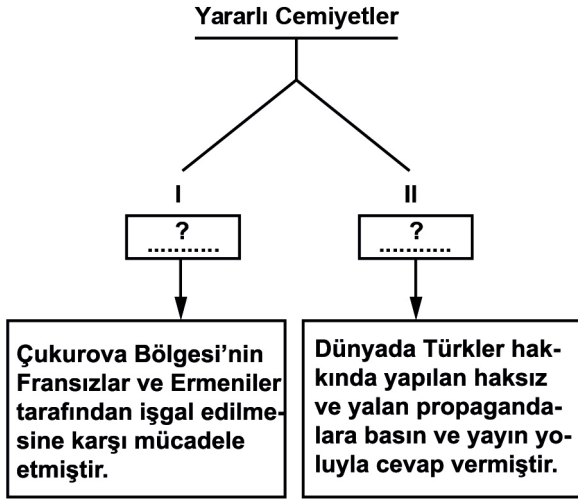 Yararlı Cemiyetler
I
II
?
...........
?
...........
Çukurova Bölgesi’nin
Fransızlar ve Ermeniler
tarafından işgal edilme-
sine karşı mücadele
etmiştir.
Dünyada Türkler hak-
kında yapılan haksız
ve yalan propaganda-
lara basın ve yayın yo-
luyla cevap vermiştir.